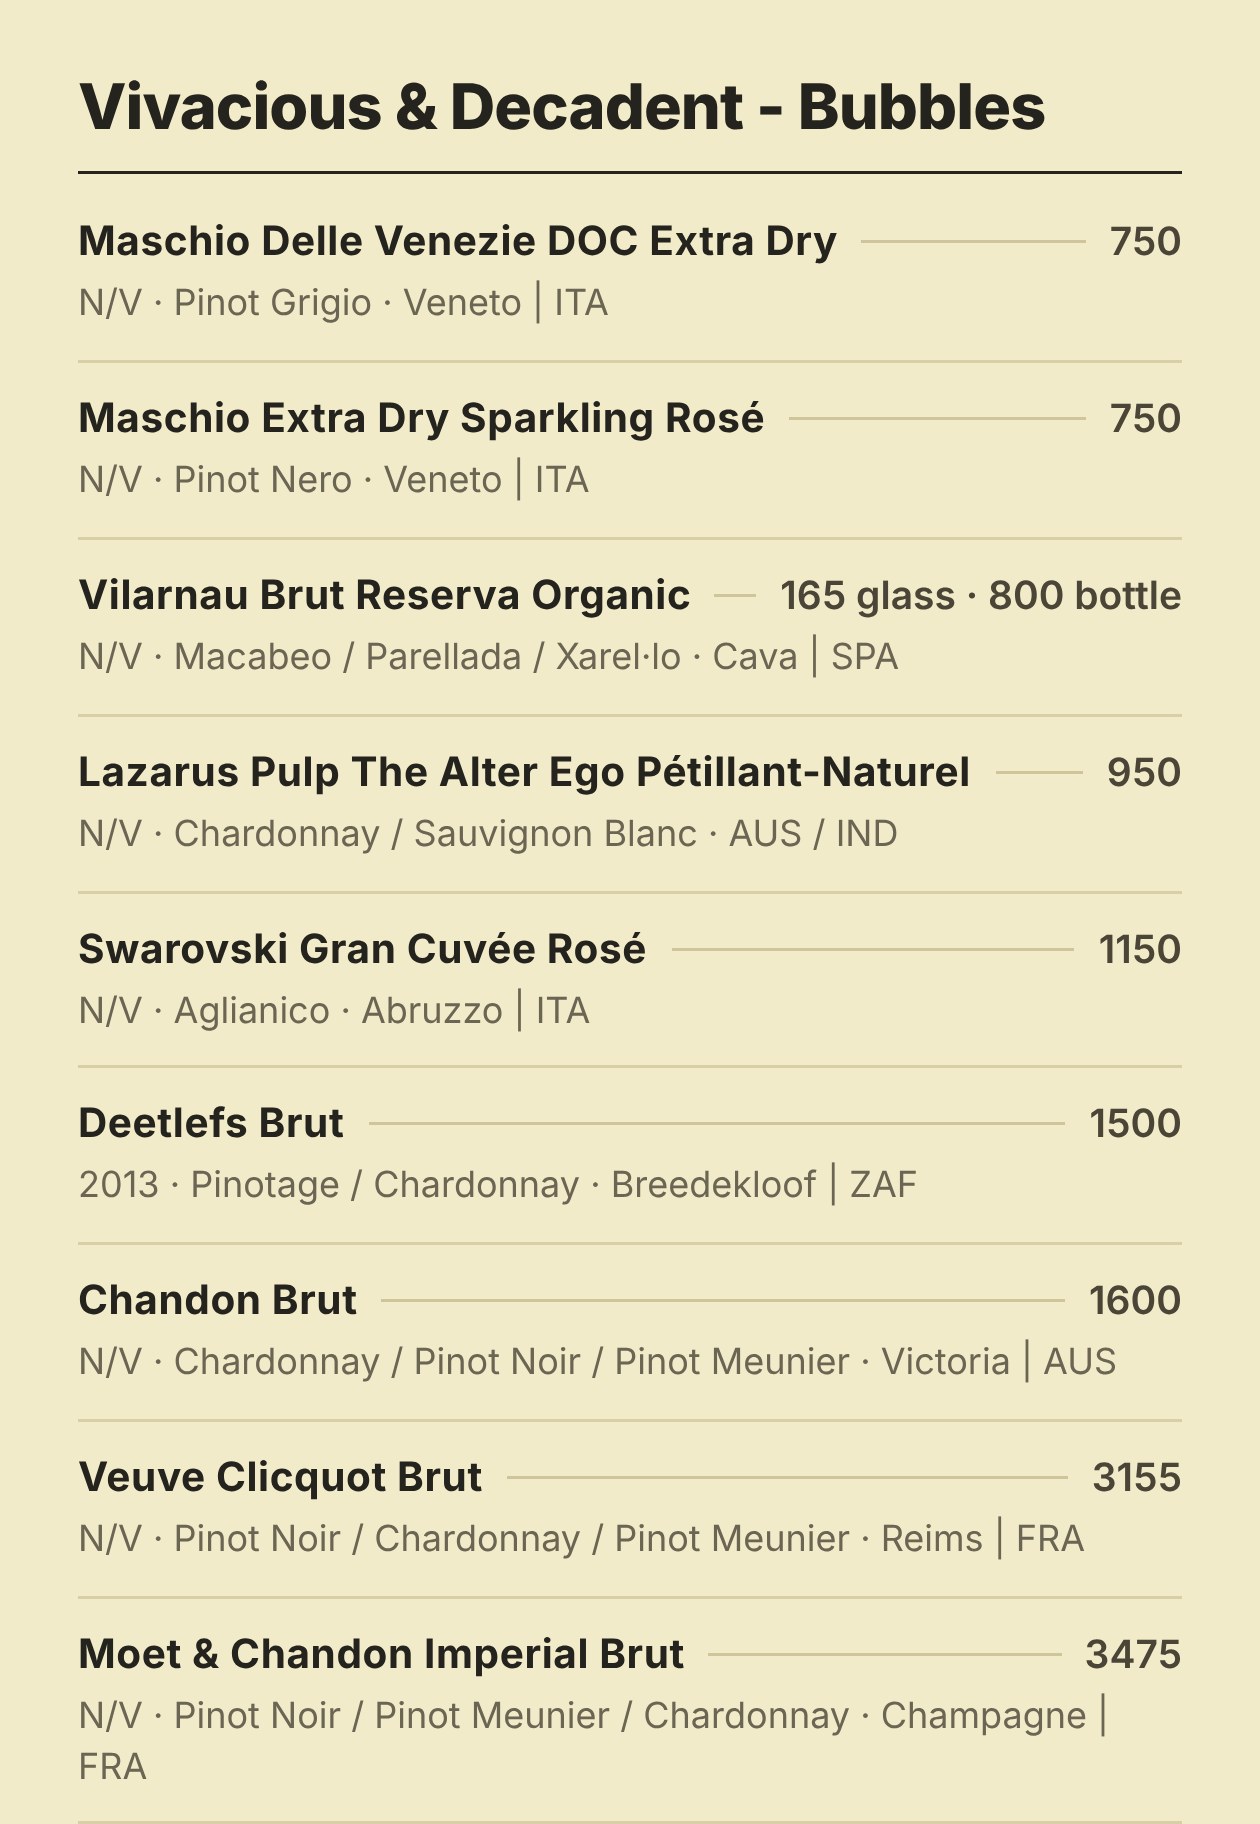 Vivacious & Decadent - Bubbles
Maschio Delle Venezie DOC Extra Dry 750
N/V · Pinot Grigio · Veneto | ITA
Maschio Extra Dry Sparkling Rosé 750
N/V · Pinot Nero · Veneto | ITA
Vilarnau Brut Reserva Organic 165 glass · 800 bottle
N/V · Macabeo / Parellada / Xarel·lo · Cava | SPA
Lazarus Pulp The Alter Ego Pétillant-Naturel 950
N/V · Chardonnay / Sauvignon Blanc · AUS / IND
Swarovski Gran Cuvée Rosé 1150
N/V · Aglianico · Abruzzo | ITA
Deetlefs Brut 1500
2013 · Pinotage / Chardonnay · Breedekloof | ZAF
Chandon Brut 1600
N/V · Chardonnay / Pinot Noir / Pinot Meunier · Victoria | AUS
Veuve Clicquot Brut 3155
N/V · Pinot Noir / Chardonnay / Pinot Meunier · Reims | FRA
Moet & Chandon Imperial Brut 3475
N/V · Pinot Noir / Pinot Meunier / Chardonnay · Champagne |
FRA